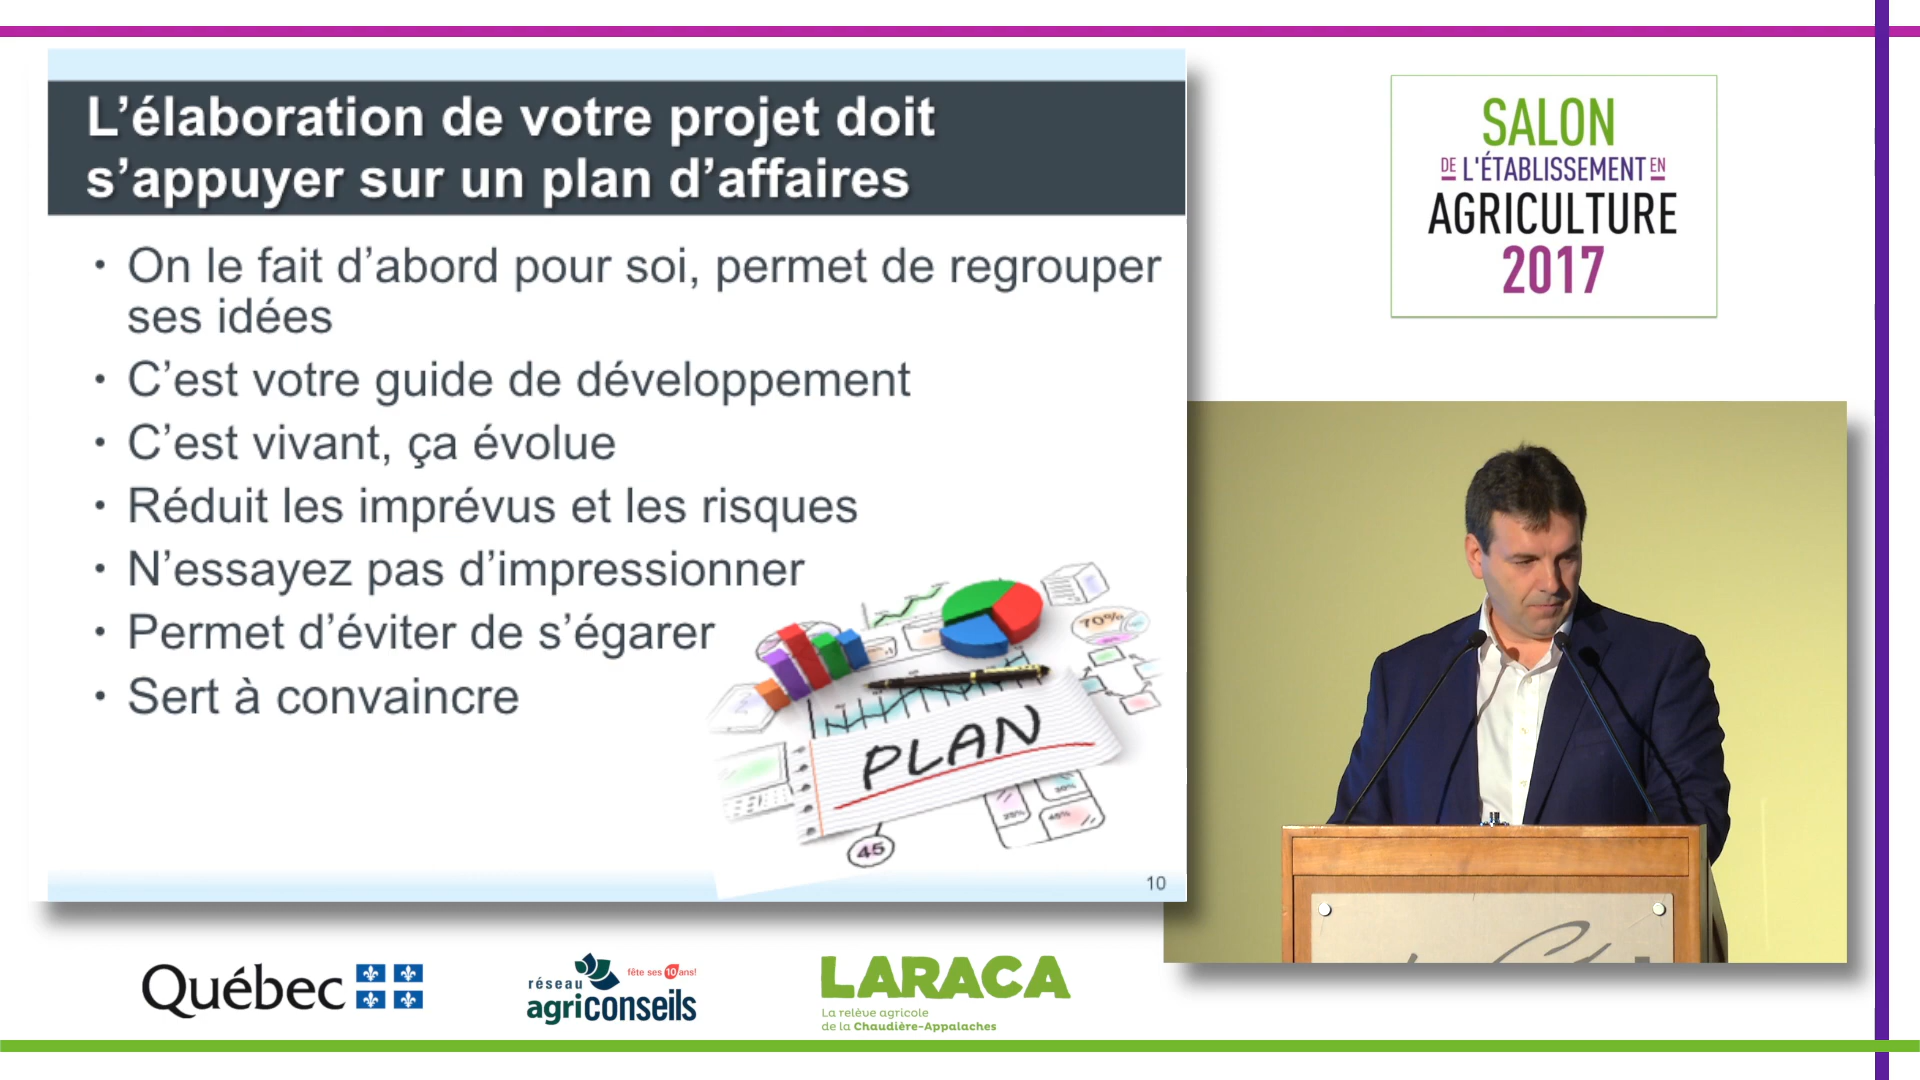 L'élaboration de votre projet doit
s'appuyer sur un plan d'affaires
• On le fait d'abord pour soi, permet de regrouper
ses idées
• C'est votre guide de développement
• C'est vivant, ça évolue
• Réduit les imprévus et les risques
• N'essayez pas d'impressionner
• Permet d'éviter de s'égarer
• Sert à convaincre
70%
PLAN
30%
25%
45%
45
10
SALON
DE L'ÉTABLISSEMENT EN
AGRICULTURE
2017
Québec
réseau
fête ses 10 ans!
agriconseils
LARACA
La relève agricole
de la Chaudière-Appalaches